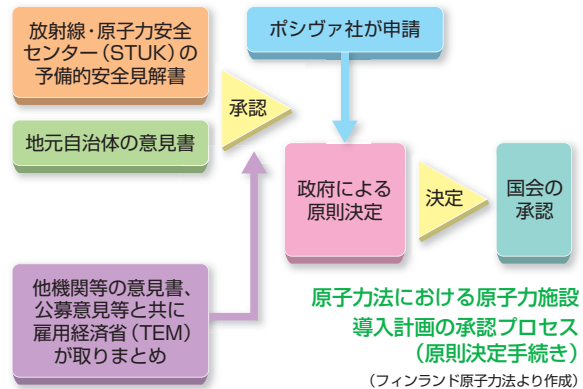 放射線・原子力安全
センター(STUK)の
予備的安全見解書
ポシヴァ社が申請
承認
地元自治体の意見書
政府による
原則決定
決定
国会の
承認
他機関等の意見書、
公募意見等と共に
雇用経済省(TEM)
が取りまとめ
原子力法における原子力施設
導入計画の承認プロセス
(原則決定手続き)
(フィンランド原子力法より作成)